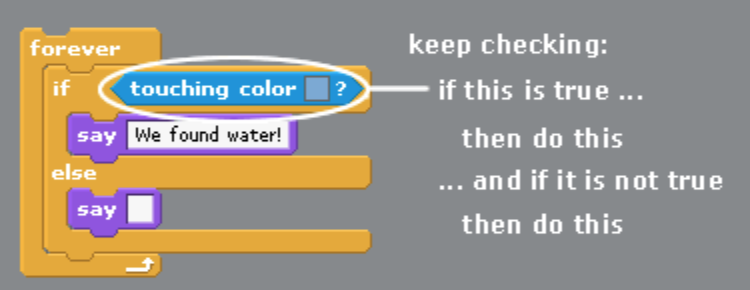 forever
keep checking:
if touching color ?
if this is true ...
say We found water!
then do this
else
... and if it is not true
say
then do this